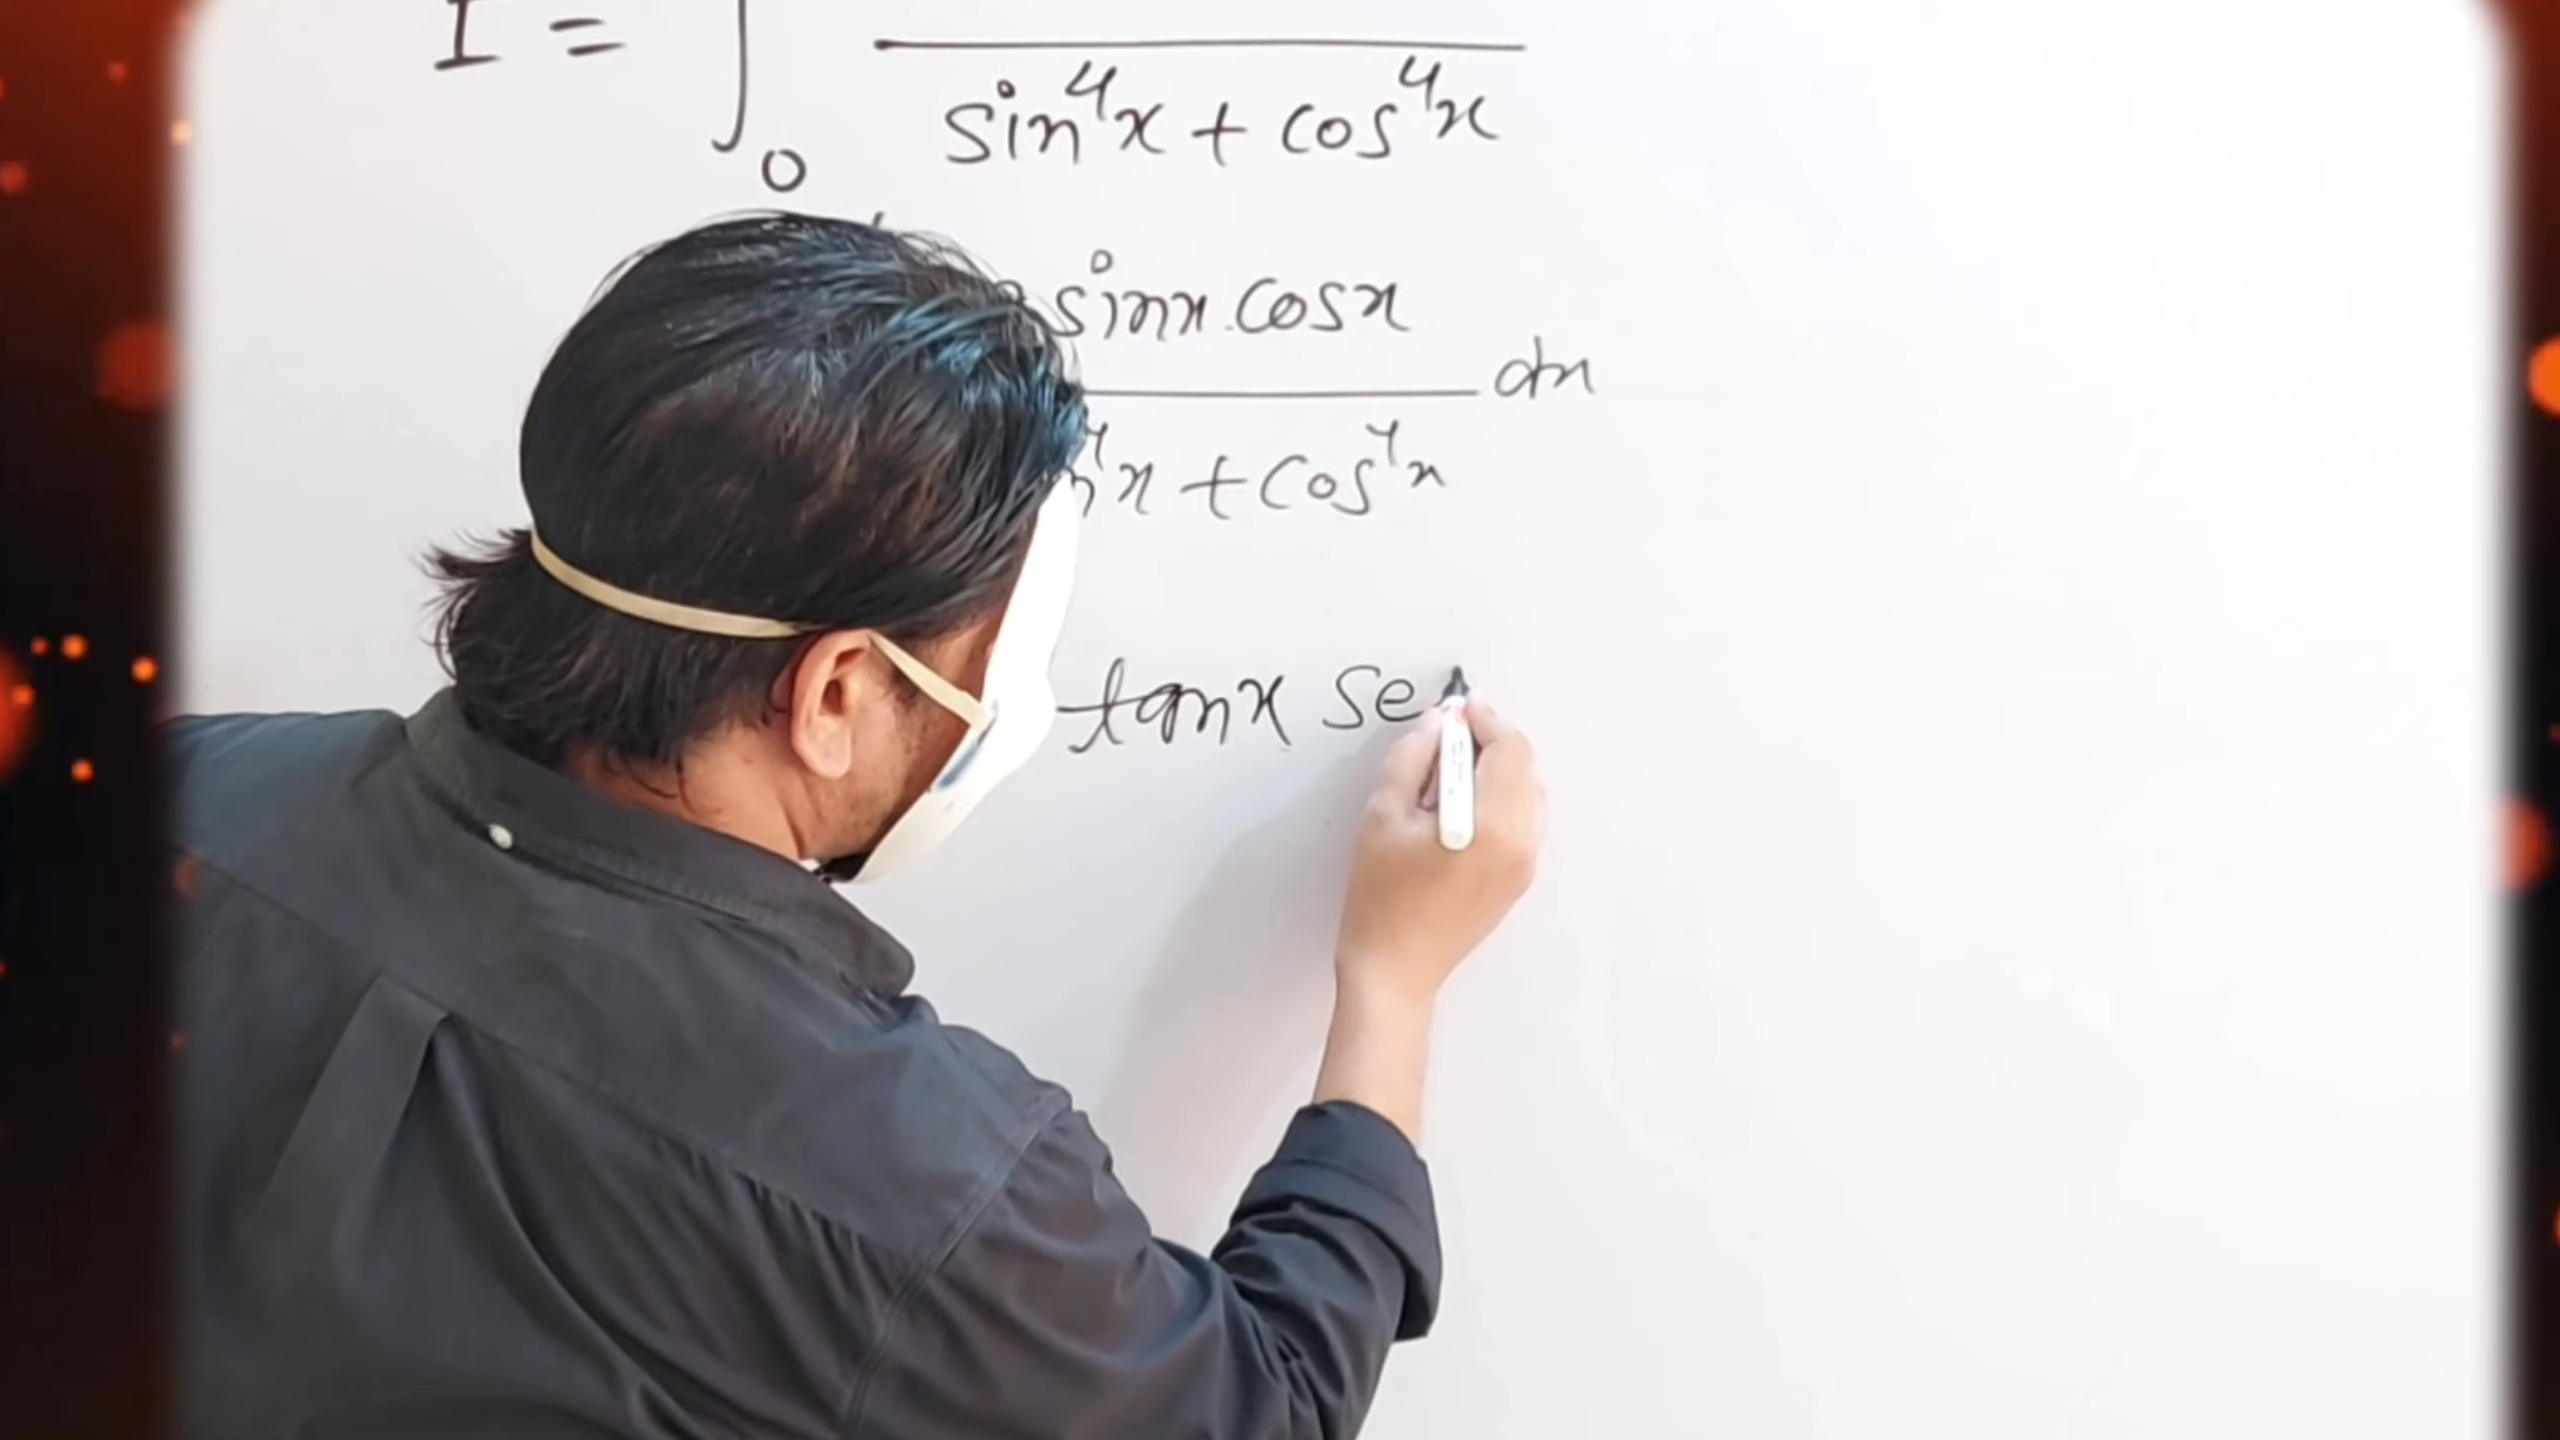 I = ∫₀ ———
sin⁴x + cos⁴x
sinx.cosx
dx
x + cos⁴x
tanx se